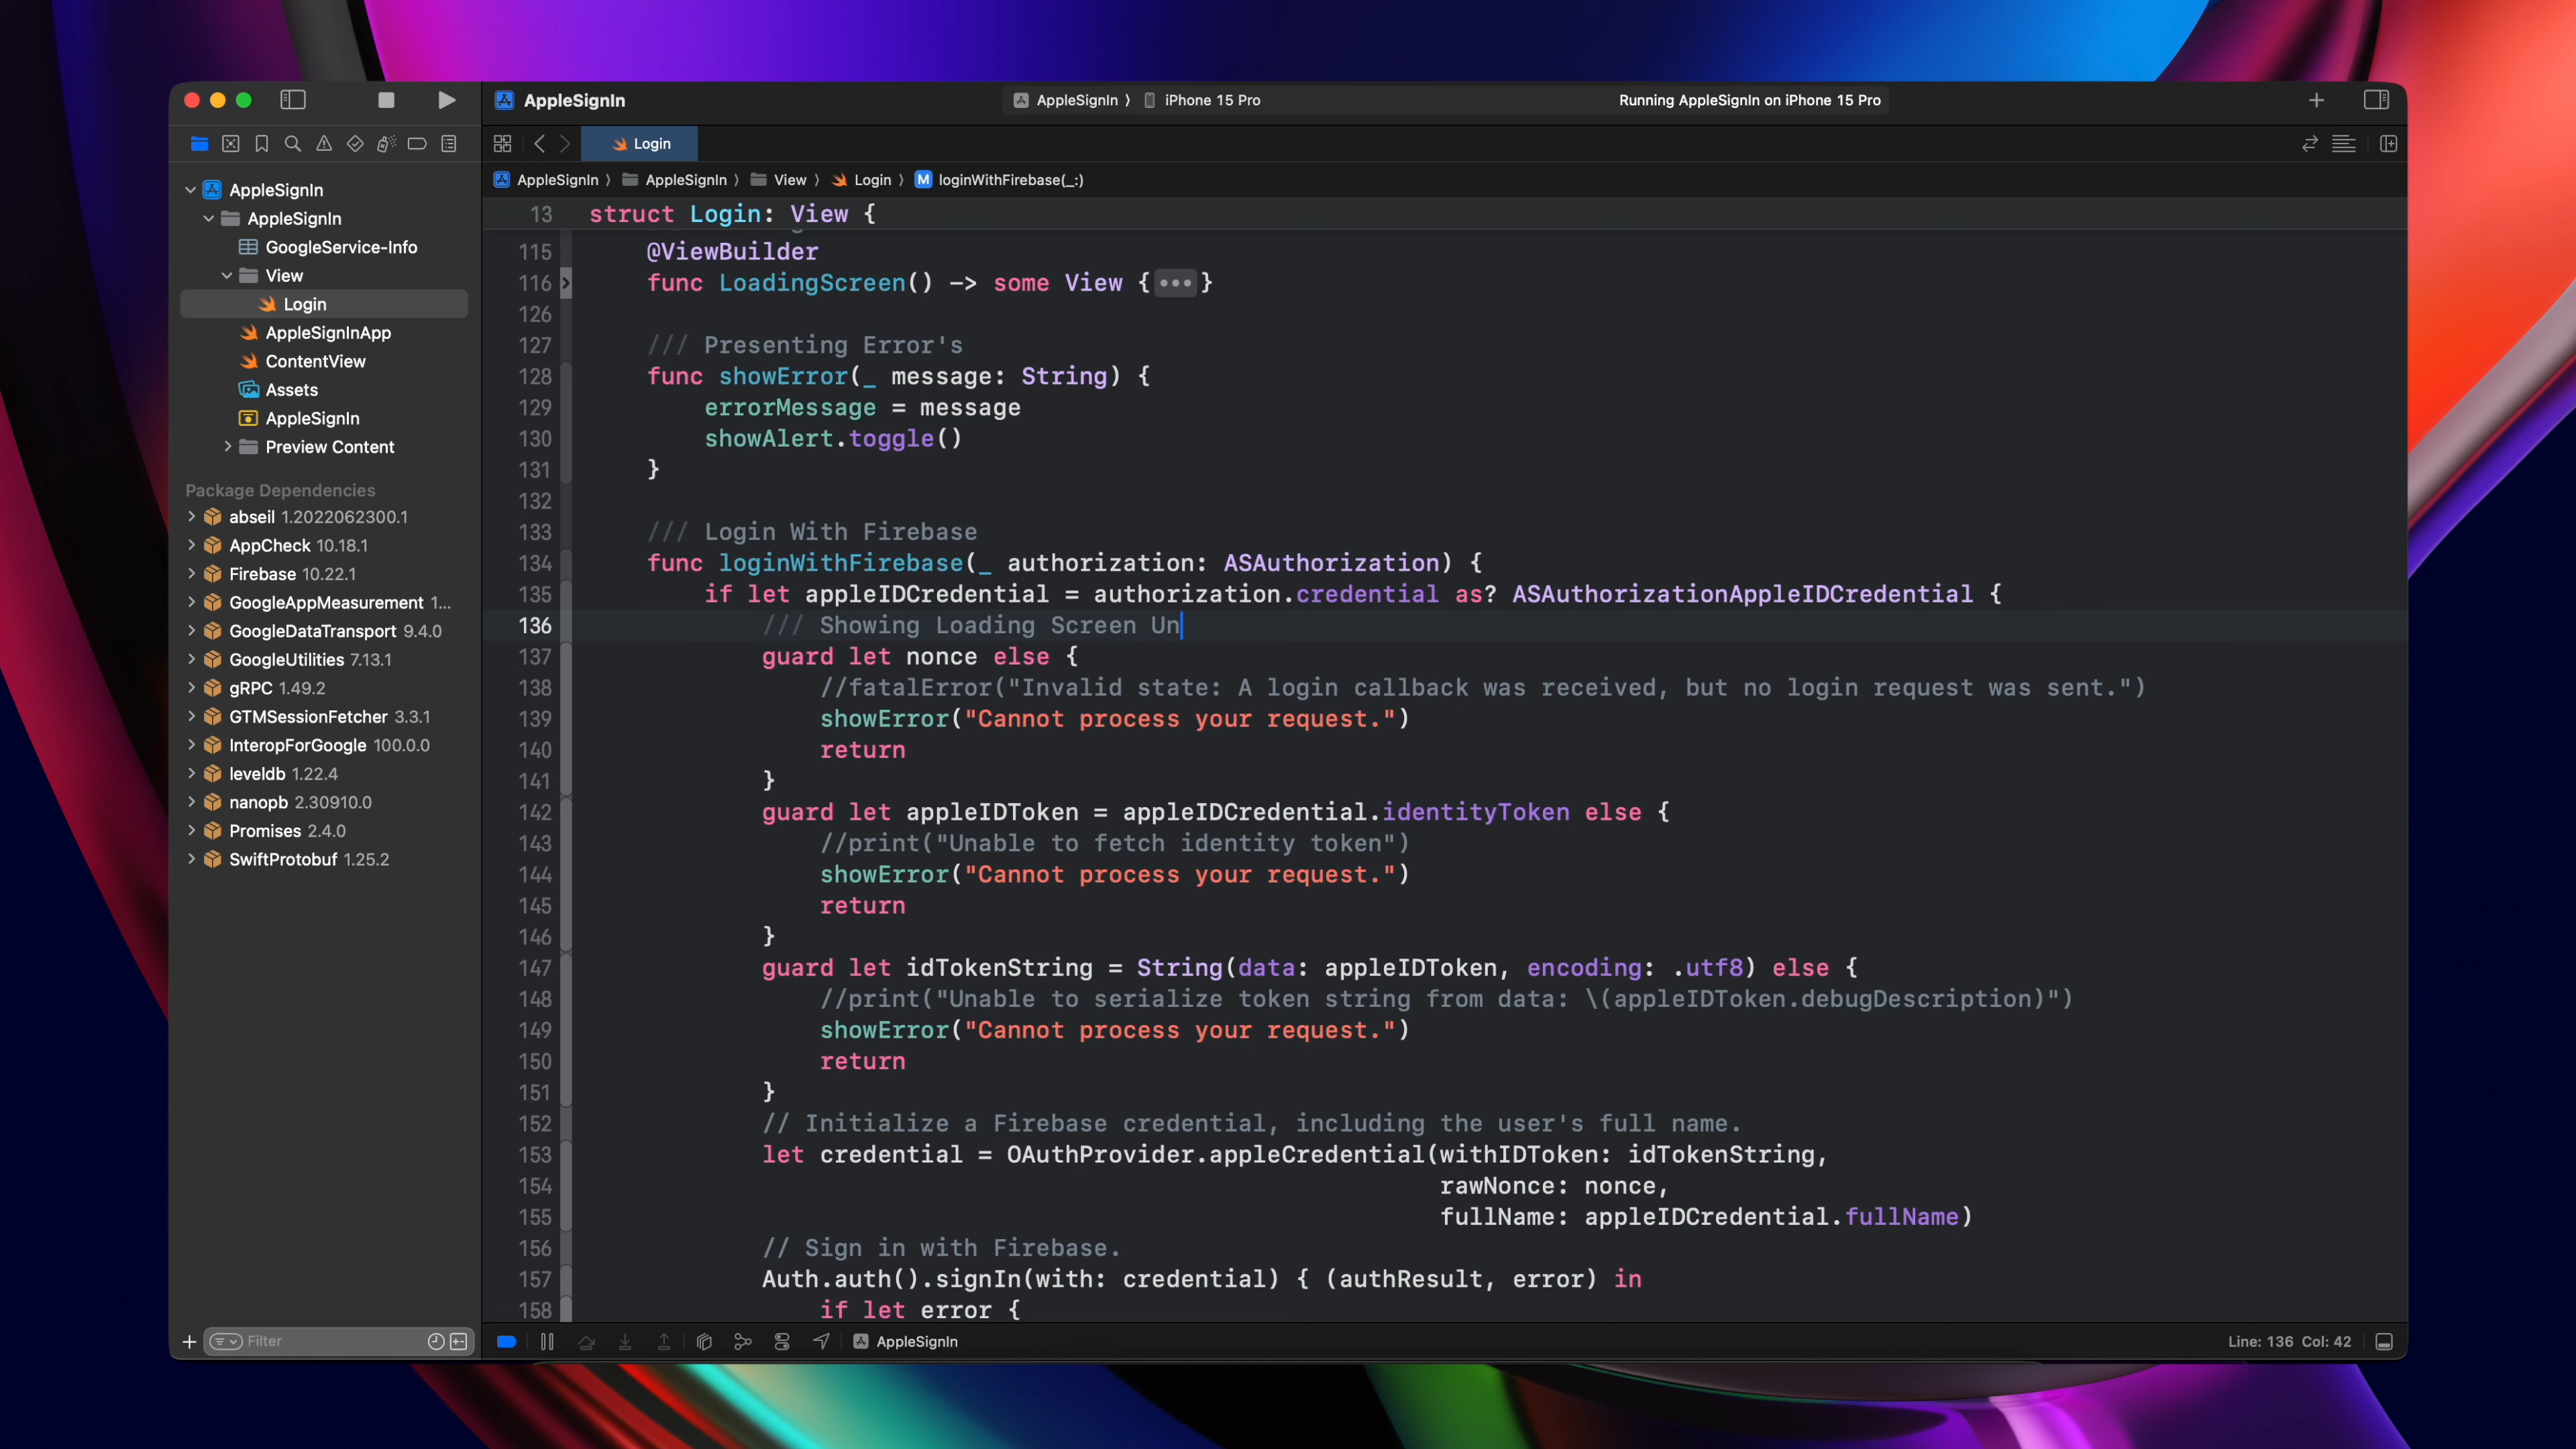 AppleSignIn
AppleSignIn 〉 iPhone 15 Pro
Running AppleSignIn on iPhone 15 Pro
Login
AppleSignIn 〉 AppleSignIn 〉 View 〉 Login 〉 M loginWithFirebase(_:)
AppleSignIn
AppleSignIn
GoogleService-Info
View
Login
AppleSignInApp
ContentView
Assets
AppleSignIn
Preview Content
Package Dependencies
abseil 1.2022062300.1
AppCheck 10.18.1
Firebase 10.22.1
GoogleAppMeasurement 1...
GoogleDataTransport 9.4.0
GoogleUtilities 7.13.1
gRPC 1.49.2
GTMSessionFetcher 3.3.1
InteropForGoogle 100.0.0
leveldb 1.22.4
nanopb 2.30910.0
Promises 2.4.0
SwiftProtobuf 1.25.2
Filter
13 struct Login: View {
115 @ViewBuilder
116 func LoadingScreen() -> some View {•••}
126
127 /// Presenting Error's
128 func showError(_ message: String) {
129 errorMessage = message
130 showAlert.toggle()
131 }
132
133 /// Login With Firebase
134 func loginWithFirebase(_ authorization: ASAuthorization) {
135 if let appleIDCredential = authorization.credential as? ASAuthorizationAppleIDCredential {
136 /// Showing Loading Screen Un
137 guard let nonce else {
138 //fatalError("Invalid state: A login callback was received, but no login request was sent.")
139 showError("Cannot process your request.")
140 return
141 }
142 guard let appleIDToken = appleIDCredential.identityToken else {
143 //print("Unable to fetch identity token")
144 showError("Cannot process your request.")
145 return
146 }
147 guard let idTokenString = String(data: appleIDToken, encoding: .utf8) else {
148 //print("Unable to serialize token string from data: \(appleIDToken.debugDescription)")
149 showError("Cannot process your request.")
150 return
151 }
152 // Initialize a Firebase credential, including the user's full name.
153 let credential = OAuthProvider.appleCredential(withIDToken: idTokenString,
154 rawNonce: nonce,
155 fullName: appleIDCredential.fullName)
156 // Sign in with Firebase.
157 Auth.auth().signIn(with: credential) { (authResult, error) in
158 if let error {
AppleSignIn
Line: 136 Col: 42